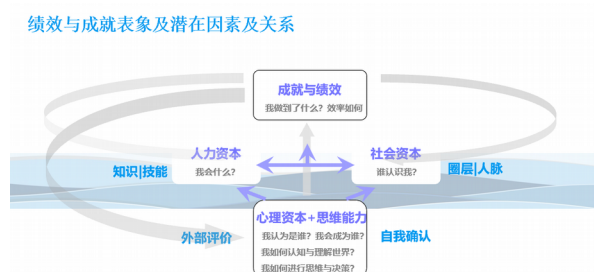 绩效与成就表象及潜在因素及关系
成就与绩效
我做到了什么？效率如何
人力资本
我会什么？
社会资本
谁认识我？
知识|技能
圈层|人脉
心理资本+思维能力
我认为是谁？我会成为谁？
我如何认知与理解世界？
我如何进行思维与决策？
外部评价
自我确认